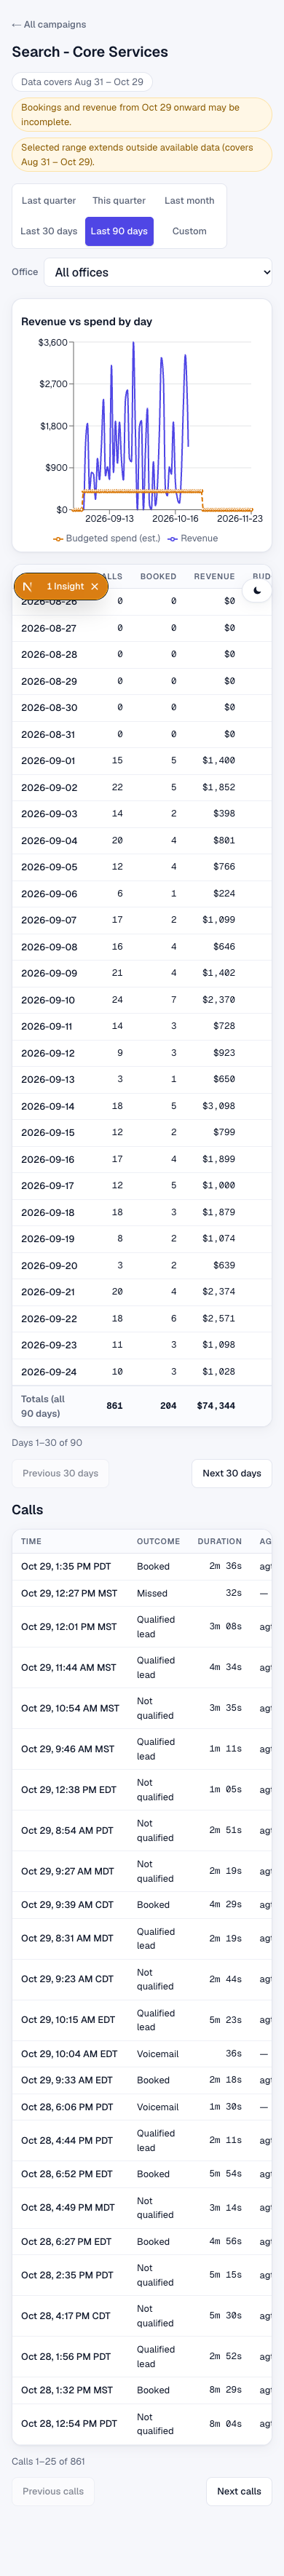 ← All campaigns
Search - Core Services
Data covers Aug 31 – Oct 29
Bookings and revenue from Oct 29 onward may be
incomplete.
Selected range extends outside available data (covers
Aug 31 – Oct 29).
Last quarter This quarter Last month
Last 30 days Last 90 days Custom
Office All offices
Revenue vs spend by day
$3,600
$2,700
$1,800
$900
$0
2026-09-13 2026-10-16 2026-11-23
Budgeted spend (est.) Revenue
1 Insight
BOOKED REVENUE
2026-08-26 0 0 $0
2026-08-27 0 0 $0
2026-08-28 0 0 $0
2026-08-29 0 0 $0
2026-08-30 0 0 $0
2026-08-31 0 0 $0
2026-09-01 15 5 $1,400
2026-09-02 22 5 $1,852
2026-09-03 14 2 $398
2026-09-04 20 4 $801
2026-09-05 12 4 $766
2026-09-06 6 1 $224
2026-09-07 17 2 $1,099
2026-09-08 16 4 $646
2026-09-09 21 4 $1,402
2026-09-10 24 7 $2,370
2026-09-11 14 3 $728
2026-09-12 9 3 $923
2026-09-13 3 1 $650
2026-09-14 18 5 $3,098
2026-09-15 12 2 $799
2026-09-16 17 4 $1,899
2026-09-17 12 5 $1,000
2026-09-18 18 3 $1,879
2026-09-19 8 2 $1,074
2026-09-20 3 2 $639
2026-09-21 20 4 $2,374
2026-09-22 18 6 $2,571
2026-09-23 11 3 $1,098
2026-09-24 10 3 $1,028
Totals (all
90 days) 861 204 $74,344
Days 1–30 of 90
Previous 30 days Next 30 days
Calls
TIME OUTCOME DURATION AG
Oct 29, 1:35 PM PDT Booked 2m 36s agt
Oct 29, 12:27 PM MST Missed 32s —
Oct 29, 12:01 PM MST Qualified
lead 3m 08s agt
Oct 29, 11:44 AM MST Qualified
lead 4m 34s agt
Oct 29, 10:54 AM MST Not
qualified 3m 35s agt
Oct 29, 9:46 AM MST Qualified
lead 1m 11s agt
Oct 29, 12:38 PM EDT Not
qualified 1m 05s agt
Oct 29, 8:54 AM PDT Not
qualified 2m 51s agt
Oct 29, 9:27 AM MDT Not
qualified 2m 19s agt
Oct 29, 9:39 AM CDT Booked 4m 29s agt
Oct 29, 8:31 AM MDT Qualified
lead 2m 19s agt
Oct 29, 9:23 AM CDT Not
qualified 2m 44s agt
Oct 29, 10:15 AM EDT Qualified
lead 5m 23s agt
Oct 29, 10:04 AM EDT Voicemail 36s —
Oct 29, 9:33 AM EDT Booked 2m 18s agt
Oct 28, 6:06 PM PDT Voicemail 1m 30s —
Oct 28, 4:44 PM PDT Qualified
lead 2m 11s agt
Oct 28, 6:52 PM EDT Booked 5m 54s agt
Oct 28, 4:49 PM MDT Not
qualified 3m 14s agt
Oct 28, 6:27 PM EDT Booked 4m 56s agt
Oct 28, 2:35 PM PDT Not
qualified 5m 15s agt
Oct 28, 4:17 PM CDT Not
qualified 5m 30s agt
Oct 28, 1:56 PM PDT Qualified
lead 2m 52s agt
Oct 28, 1:32 PM MST Booked 8m 29s agt
Oct 28, 12:54 PM PDT Not
qualified 8m 04s agt
Calls 1–25 of 861
Previous calls Next calls